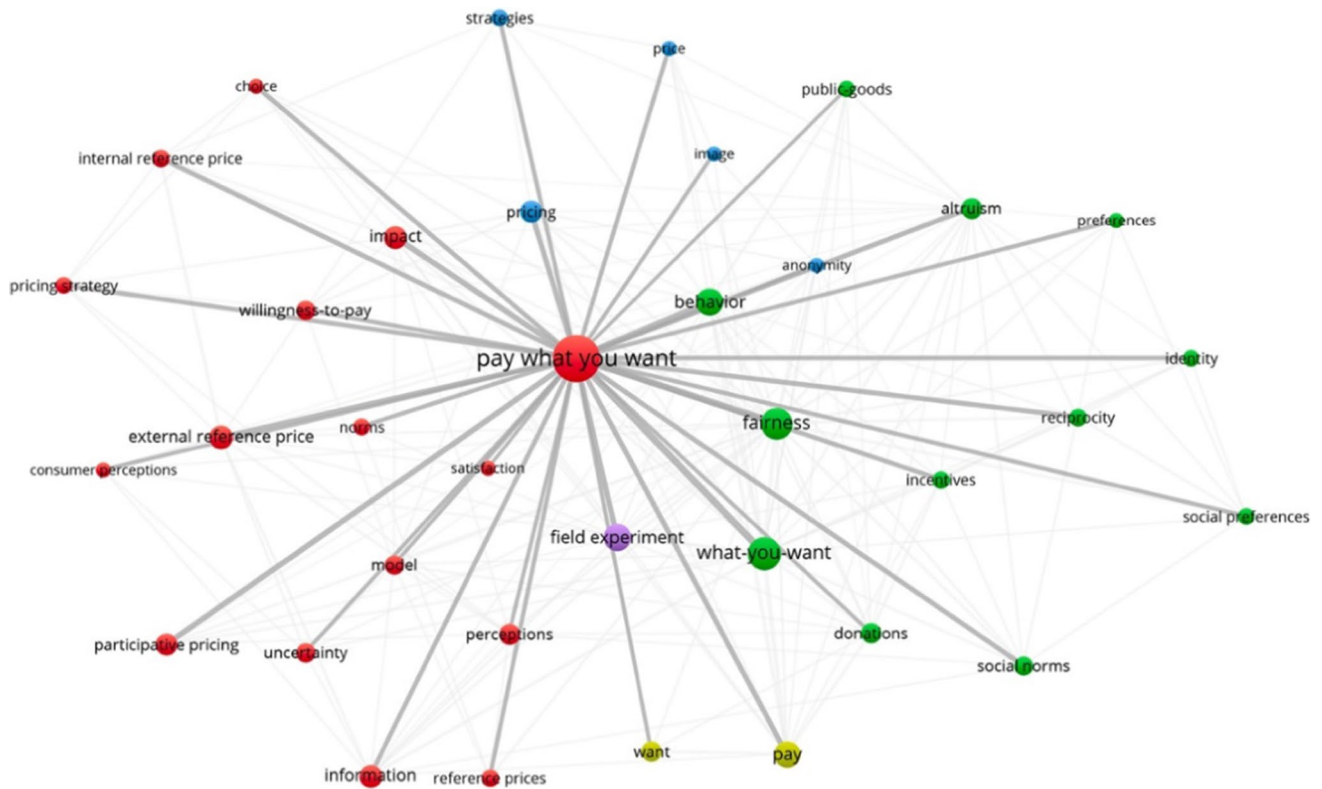 strategies
price
choice
public-goods
internal reference price
image
pricing
altruism
preferences
impact
anonymity
pricing strategy
willingness-to-pay
behavior
pay what you want
identity
reciprocity
fairness
norms
external reference price
consumer perceptions
satisfaction
incentives
social preferences
field experiment
what-you-want
model
participative pricing
uncertainty
perceptions
donations
social norms
want
pay
information
reference prices